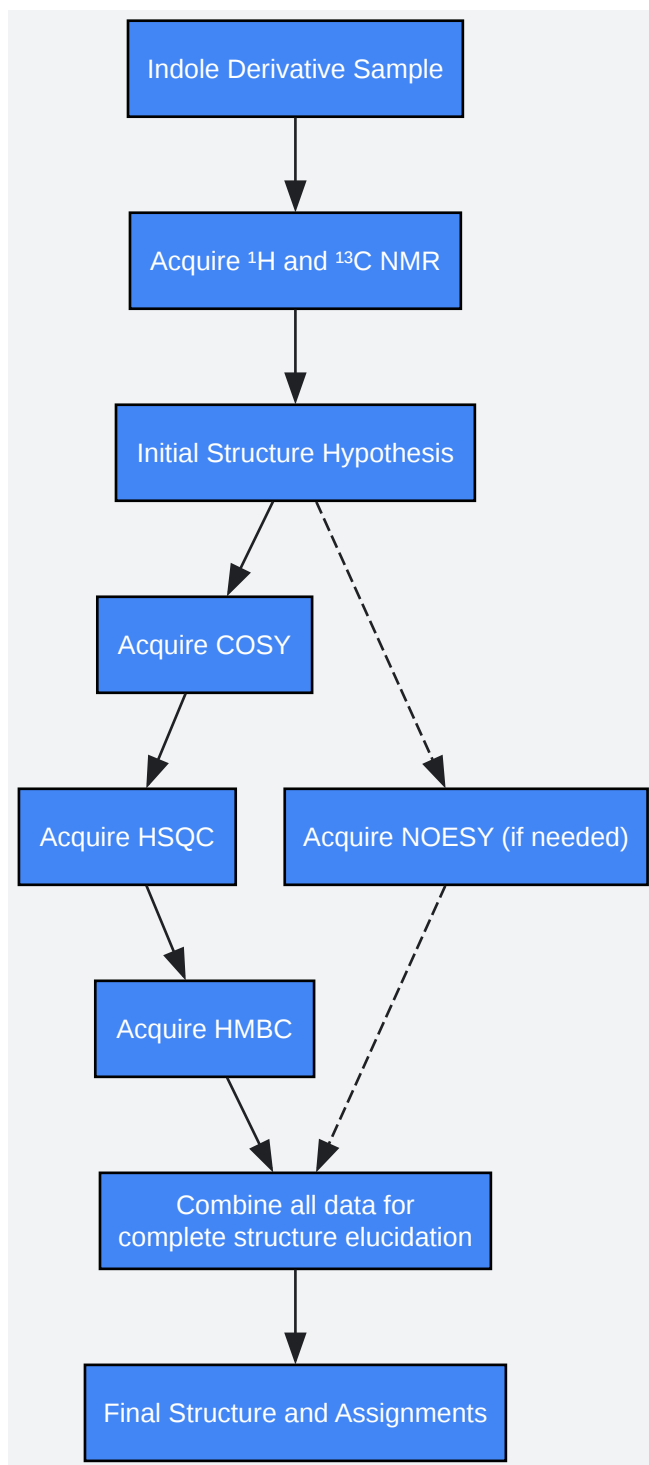 Indole Derivative Sample
Acquire ¹H and ¹³C NMR
Initial Structure Hypothesis
Acquire COSY
Acquire HSQC
Acquire NOESY (if needed)
Acquire HMBC
Combine all data for
complete structure elucidation
Final Structure and Assignments